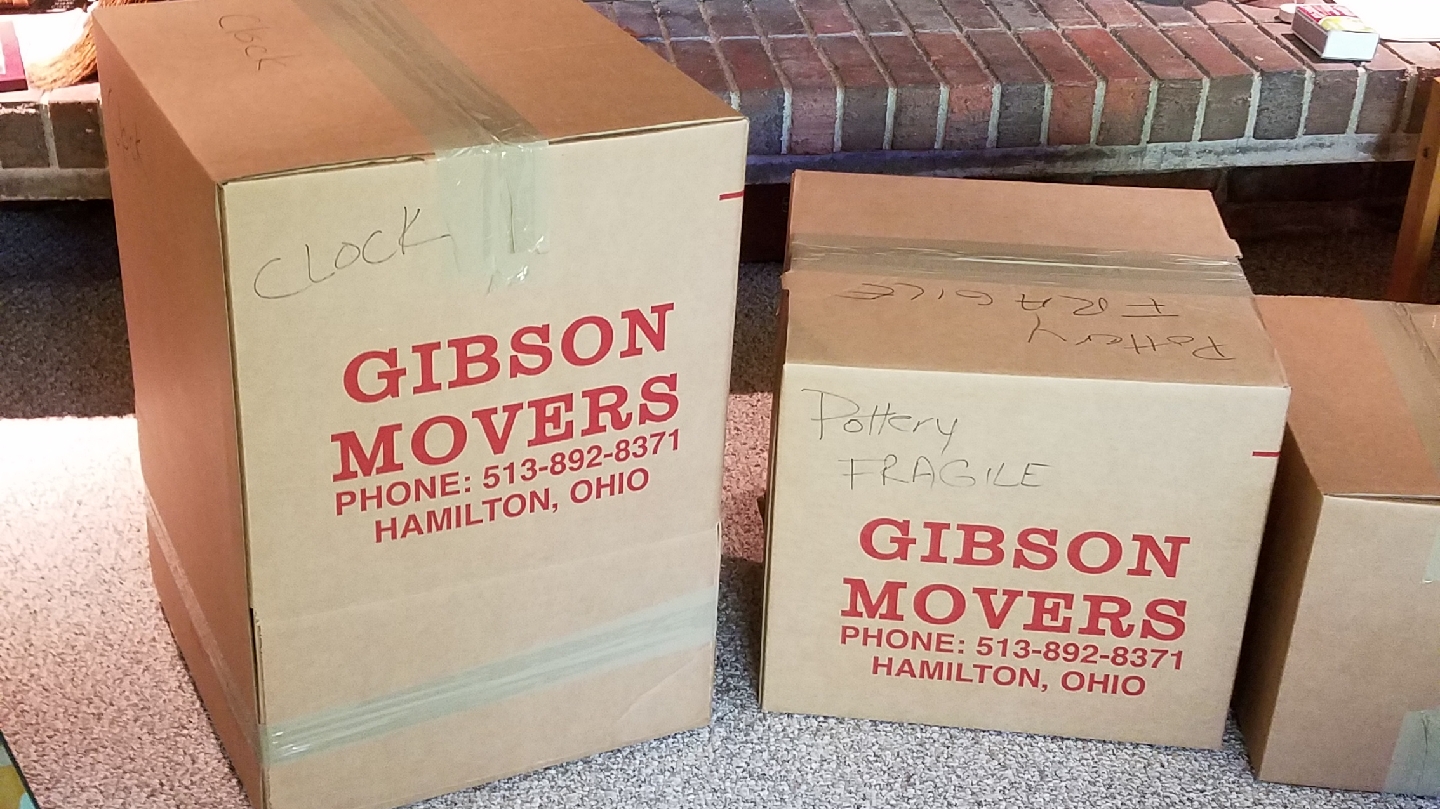 Clock
Clock
CLOCK
GIBSON
MOVERS
PHONE: 513-892-8371
HAMILTON, OHIO
Pottery
FRAGILE
Pottery
FRAGILE
GIBSON
MOVERS
PHONE: 513-892-8371
HAMILTON, OHIO